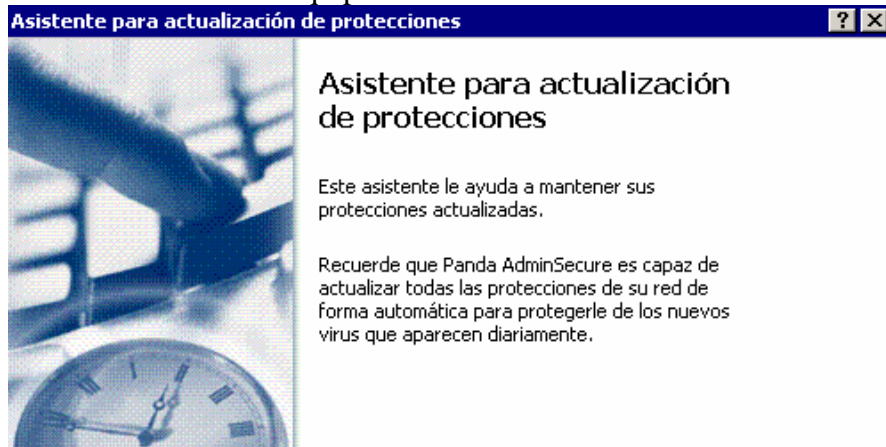 Asistente para actualización de protecciones
Asistente para actualización
de protecciones
Este asistente le ayuda a mantener sus
protecciones actualizadas.
Recuerde que Panda AdminSecure es capaz de
actualizar todas las protecciones de su red de
forma automática para protegerle de los nuevos
virus que aparecen diariamente.